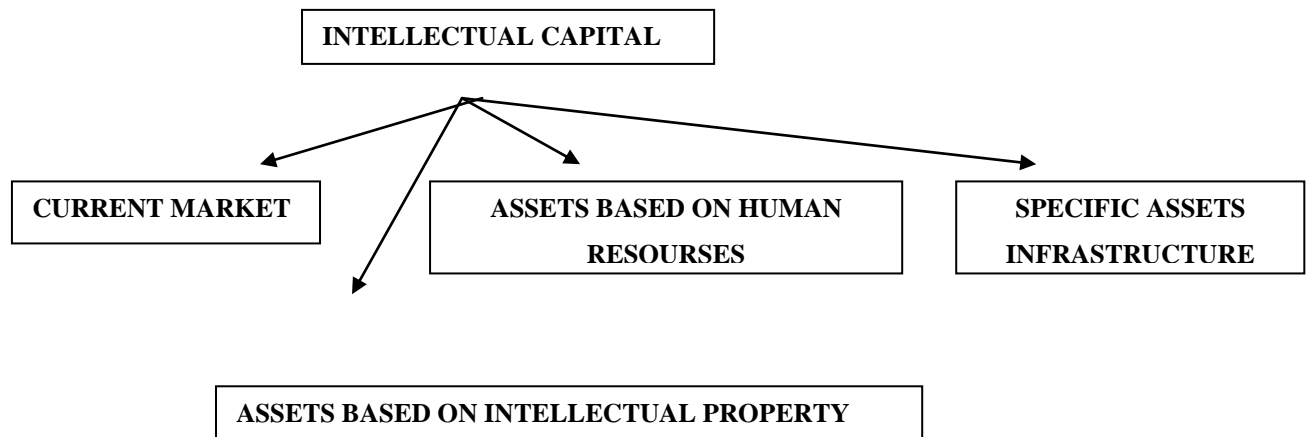 INTELLECTUAL CAPITAL
CURRENT MARKET
ASSETS BASED ON HUMAN
RESOURSES
SPECIFIC ASSETS
INFRASTRUCTURE
ASSETS BASED ON INTELLECTUAL PROPERTY